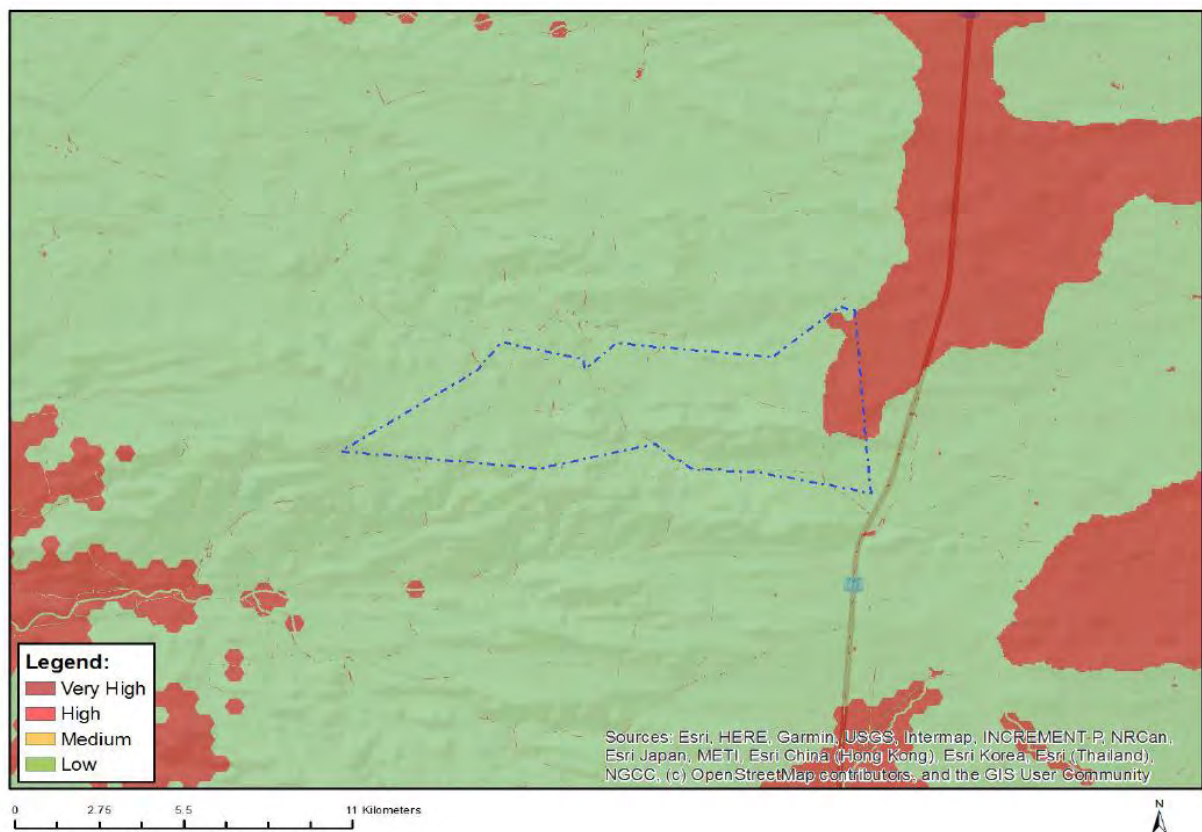 Legend:
Very High
High
Medium
Low
Sources: Esri, HERE, Garmin, USGS, Intermap, INCREMENT P, NRCan,
Esri Japan, METI, Esri China (Hong Kong), Esri Korea, Esri (Thailand),
NGCC, (c) OpenStreetMap contributors, and the GIS User Community
0 2.75 5.5 11 Kilometers
N